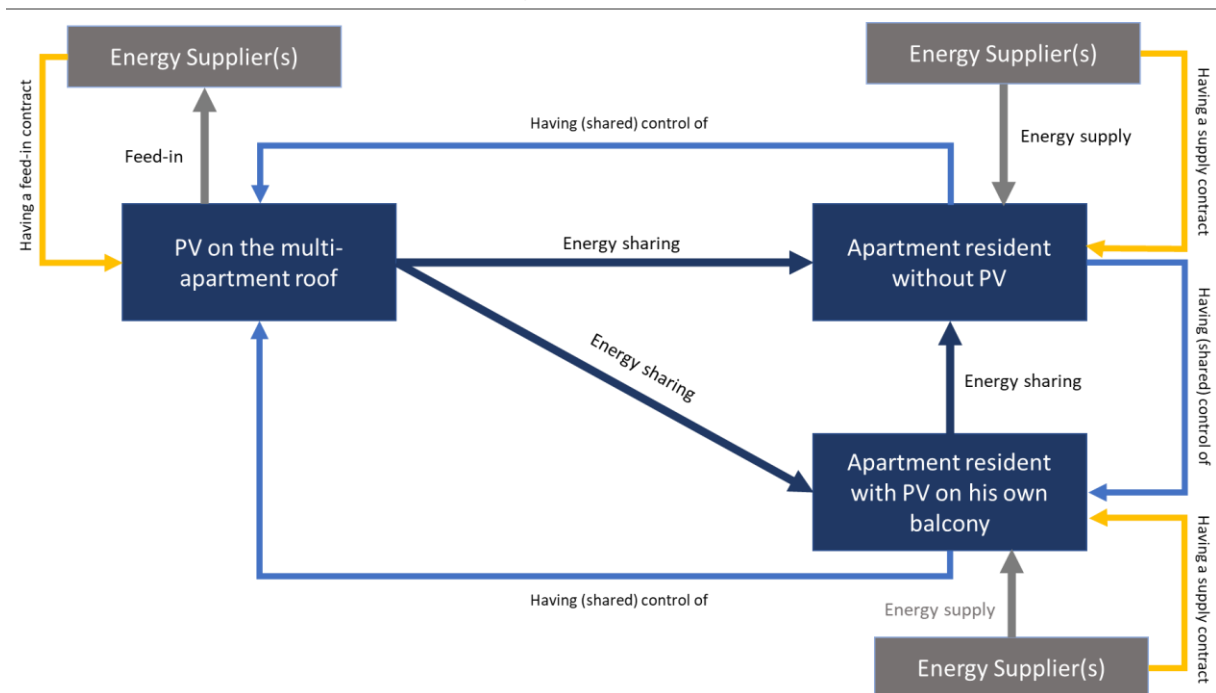 Energy Supplier(s)
Energy Supplier(s)
Having a feed-in contract
Feed-in
Having (shared) control of
Energy supply
Having a supply contract
PV on the multi-
apartment roof
Energy sharing
Apartment resident
without PV
Energy sharing
Energy sharing
Having (shared) control of
Apartment resident
with PV on his own
balcony
Having (shared) control of
Energy supply
Having a supply contract
Energy Supplier(s)